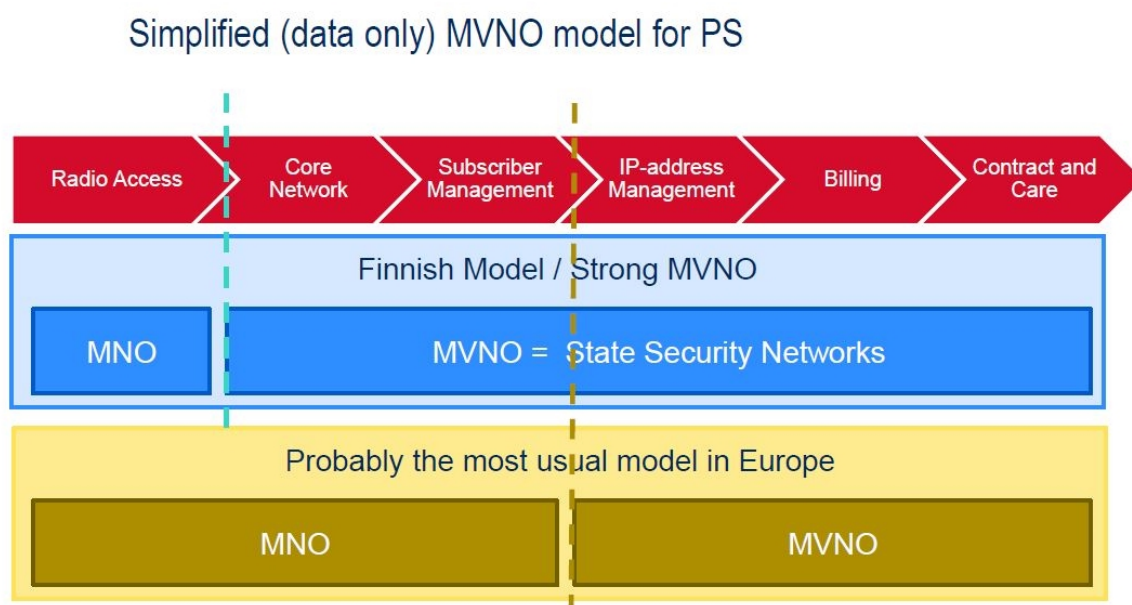 Simplified (data only) MVNO model for PS
Radio Access
Core
Network
Subscriber
Management
IP-address
Management
Billing
Contract and
Care
Finnish Model / Strong MVNO
MNO
MVNO = State Security Networks
Probably the most usual model in Europe
MNO
MVNO